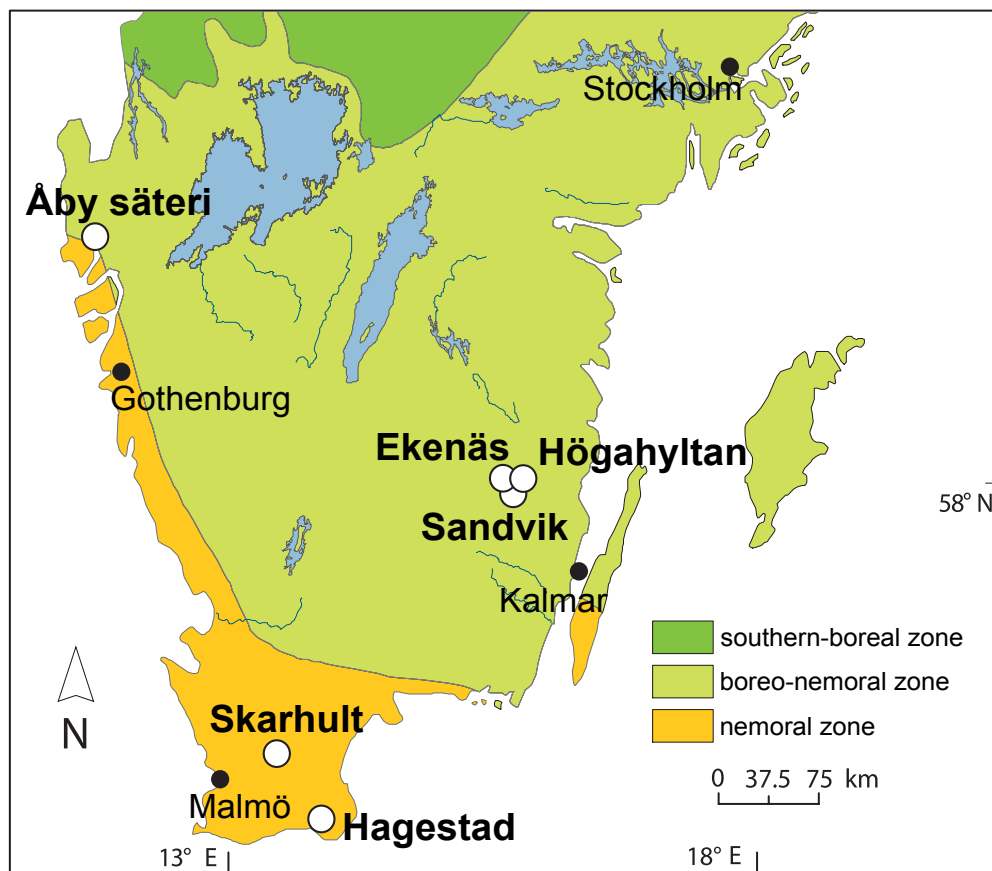 Stockholm
Åby säteri
Gothenburg
Ekenäs
Högahyltan
58° N
Sandvik
Kalmar
southern-boreal zone
boreo-nemoral zone
nemoral zone
N
Skarhult
0 37.5 75 km
Malmö
Hagestad
13° E
18° E